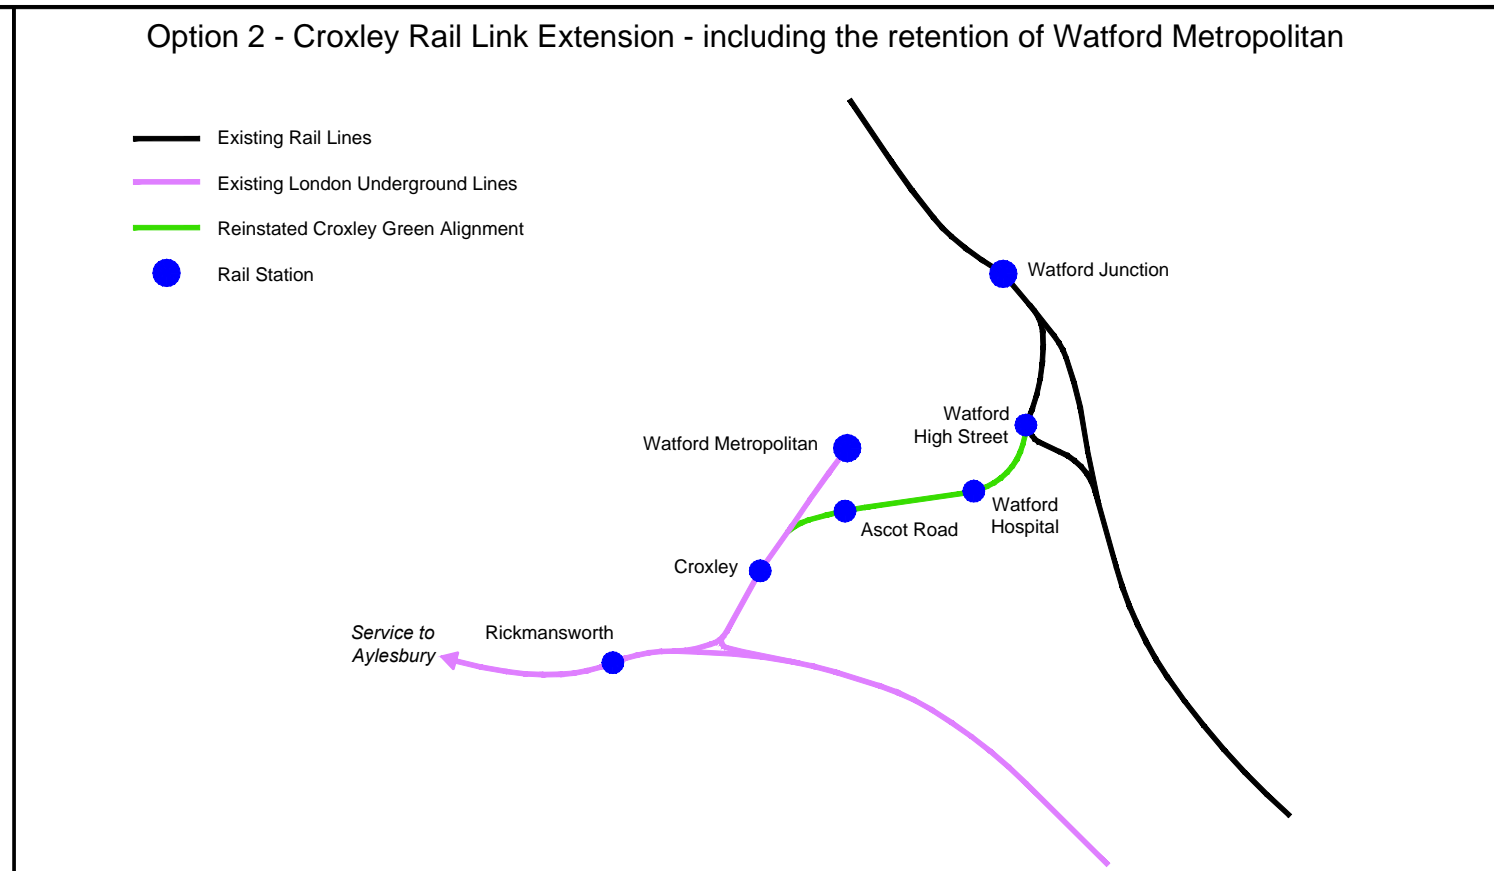 Option 2 - Croxley Rail Link Extension - including the retention of Watford Metropolitan
Existing Rail Lines
Existing London Underground Lines
Reinstated Croxley Green Alignment
Rail Station
Watford Junction
Watford
High Street
Watford Metropolitan
Watford
Hospital
Ascot Road
Croxley
Rickmansworth
Service to
Aylesbury